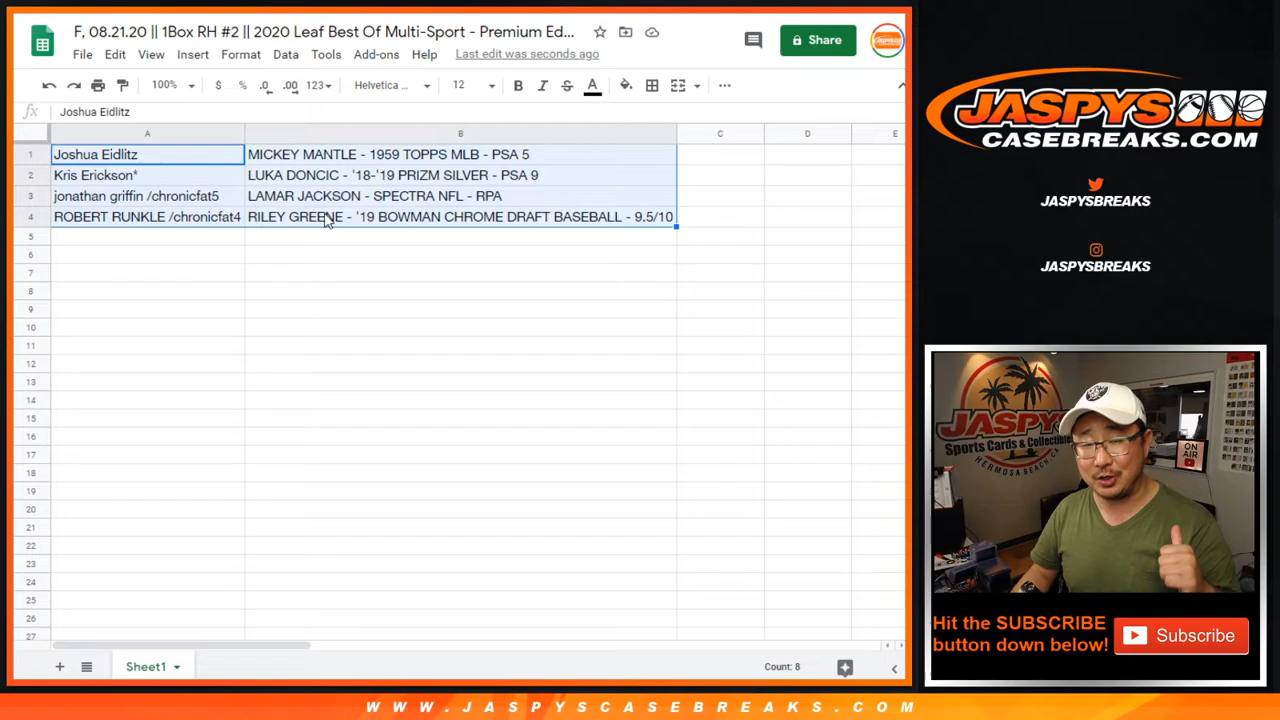 F, 08.21.20 || 1Box RH #2 || 2020 Leaf Best Of Multi-Sport - Premium Ed...
File Edit View Insert Format Data Tools Add-ons Help Last edit was seconds ago
Share
100% $ % .0 .00 123 Helvetica ... 12 B I S A ...
fx Joshua Eidlitz
A B C D E
1 Joshua Eidlitz MICKEY MANTLE - 1959 TOPPS MLB - PSA 5
2 Kris Erickson* LUKA DONCIC - '18-'19 PRIZM SILVER - PSA 9
3 jonathan griffin /chronicfat5 LAMAR JACKSON - SPECTRA NFL - RPA
4 ROBERT RUNKLE /chronicfat4 RILEY GREENE - '19 BOWMAN CHROME DRAFT BASEBALL - 9.5/10
5
6
7
8
9
10
11
12
13
14
15
16
17
18
19
20
21
22
23
24
25
26
27
Sheet1
Count: 8
JASPYS
CASEBREAKS.COM
JASPYSBREAKS
JASPYSBREAKS
JASPYS
Sports Cards & Collectibles
HERMOSA BEACH
ON
AIR
Hit the SUBSCRIBE
button down below!
Subscribe
WWW.JASPYSCASEBREAKS.COM